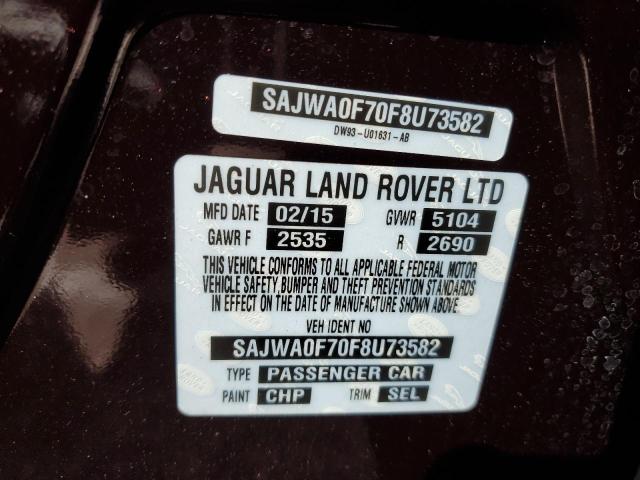 SAJWA0F70F8U73582
DW93-U01631-AB
JAGUAR LAND ROVER LTD
MFD DATE 02/15 GVWR 5104
GAWR F 2535 R 2690
THIS VEHICLE CONFORMS TO ALL APPLICABLE FEDERAL MOTOR
VEHICLE SAFETY, BUMPER AND THEFT PREVENTION STANDARDS
IN EFFECT ON THE DATE OF MANUFACTURE SHOWN ABOVE.
VEH IDENT NO
SAJWA0F70F8U73582
TYPE PASSENGER CAR
PAINT CHP TRIM SEL